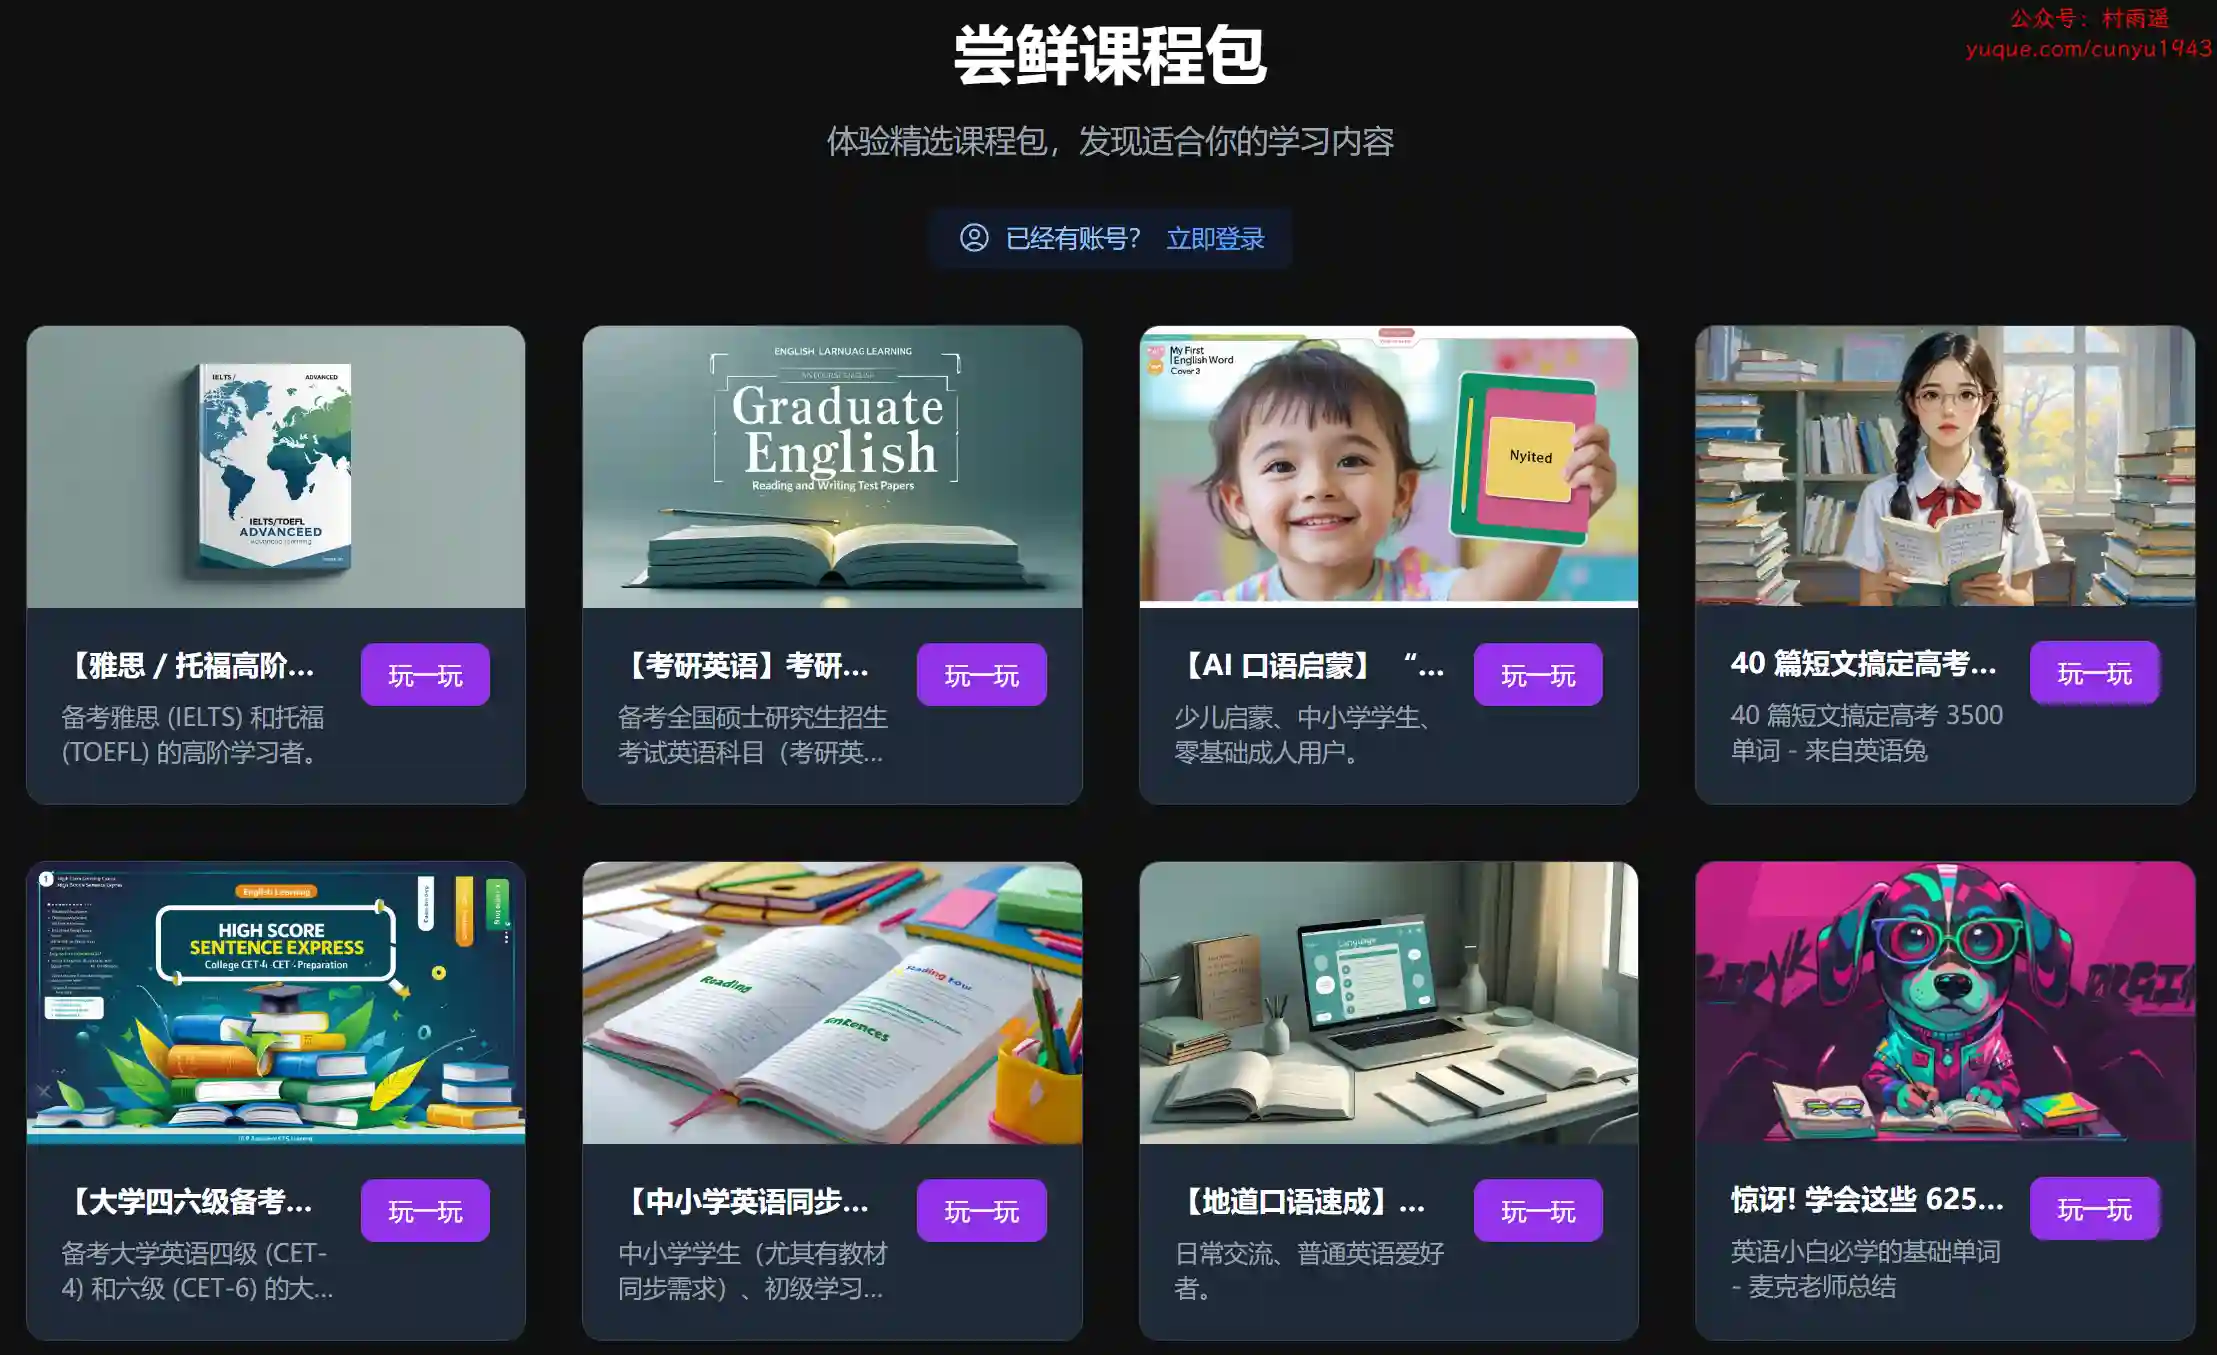 公众号：村雨遥
yuque.com/cunyu1943
尝鲜课程包
体验精选课程包，发现适合你的学习内容
已经有账号？ 立即登录
IELTS / ADVANCED
IELTS/TOEFL
ADVANCEED
ENGLISH LARNUAG LEARNING
Graduate
English
Reading and Writing Test Papers
My First
English Word
Cover 3
Nyited
【雅思 / 托福高阶... 玩一玩
备考雅思 (IELTS) 和托福
(TOEFL) 的高阶学习者。
【考研英语】考研... 玩一玩
备考全国硕士研究生招生
考试英语科目（考研英...
【AI 口语启蒙】 “... 玩一玩
少儿启蒙、中小学学生、
零基础成人用户。
40 篇短文搞定高考... 玩一玩
40 篇短文搞定高考 3500
单词 - 来自英语兔
English Learning
HIGH SCORE
SENTENCE EXPRESS
College CET-4 · CET · Preparation
Reading
Reading Four
sentences
Language
【大学四六级备考... 玩一玩
备考大学英语四级 (CET-
4) 和六级 (CET-6) 的大...
【中小学英语同步... 玩一玩
中小学学生（尤其有教材
同步需求）、初级学习...
【地道口语速成】... 玩一玩
日常交流、普通英语爱好
者。
惊讶! 学会这些 625... 玩一玩
英语小白必学的基础单词
- 麦克老师总结